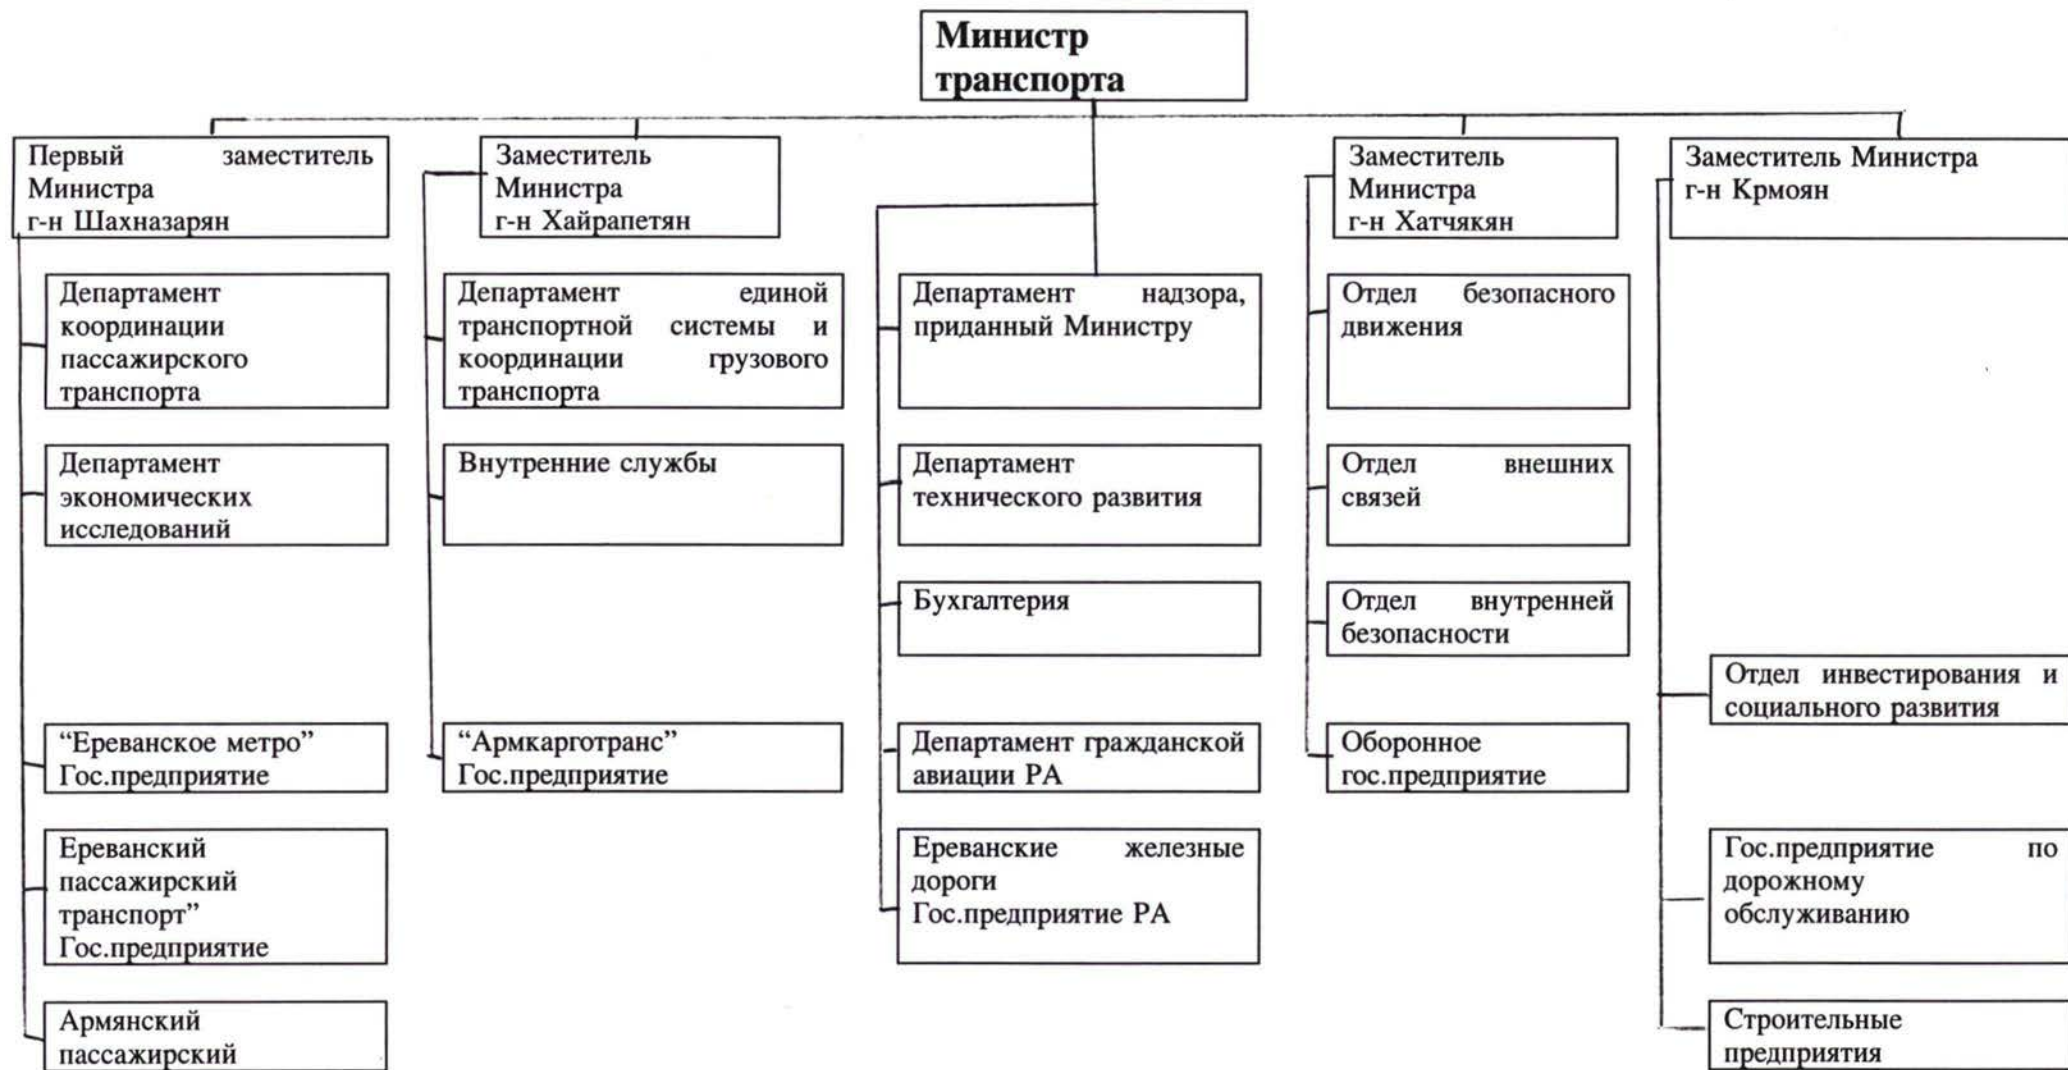 Министр
транспорта
Первый заместитель
Министра
г-н Шахназарян
Заместитель
Министра
г-н Хайрапетян
Заместитель
Министра
г-н Хатчякян
Заместитель Министра
г-н Крмоян
Департамент
координации
пассажирского
транспорта
Департамент единой
транспортной системы и
координации грузового
транспорта
Департамент надзора,
приданный Министру
Отдел безопасного
движения
Департамент
экономических
исследований
Внутренние службы
Департамент
технического развития
Отдел внешних
связей
Бухгалтерия
Отдел внутренней
безопасности
Отдел инвестирования и
социального развития
“Ереванское метро”
Гос.предприятие
“Армкарготранс”
Гос.предприятие
Департамент гражданской
авиации РА
Оборонное
гос.предприятие
Ереванский
пассажирский
транспорт”
Гос.предприятие
Ереванские железные
дороги
Гос.предприятие РА
Гос.предприятие по
дорожному
обслуживанию
Армянский
пассажирский
Строительные
предприятия